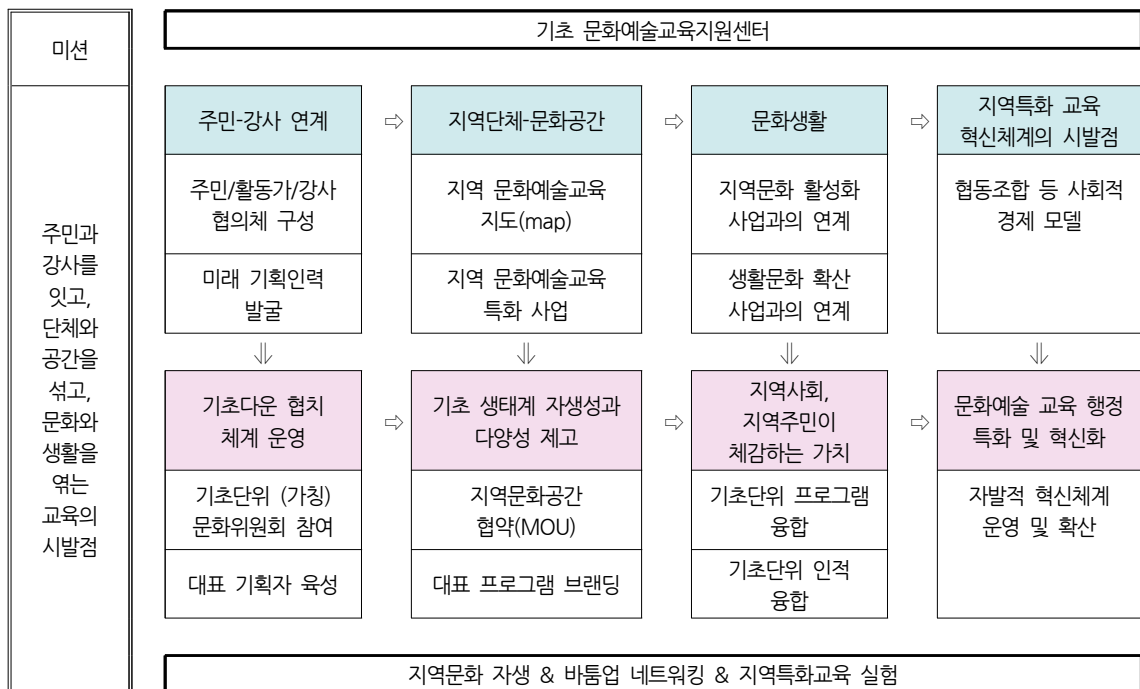 미션
주민과
강사를
잇고,
단체와
공간을
섞고,
문화와
생활을
엮는
교육의
시발점
기초 문화예술교육지원센터
주민-강사 연계 ⇨ 지역단체-문화공간 ⇨ 문화생활 ⇨ 지역특화 교육
혁신체계의 시발점
주민/활동가/강사
협의체 구성
지역 문화예술교육
지도(map)
지역문화 활성화
사업과의 연계
협동조합 등 사회적
경제 모델
미래 기획인력
발굴
지역 문화예술교육
특화 사업
생활문화 확산
사업과의 연계
기초다운 협치
체계 운영
기초 생태계 자생성과
다양성 제고
지역사회,
지역주민이
체감하는 가치
문화예술 교육 행정
특화 및 혁신화
기초단위 (가칭)
문화위원회 참여
지역문화공간
협약(MOU)
기초단위 프로그램
융합
자발적 혁신체계
운영 및 확산
대표 기획자 육성
대표 프로그램 브랜딩
기초단위 인적
융합
지역문화 자생 & 바툼업 네트워킹 & 지역특화교육 실험